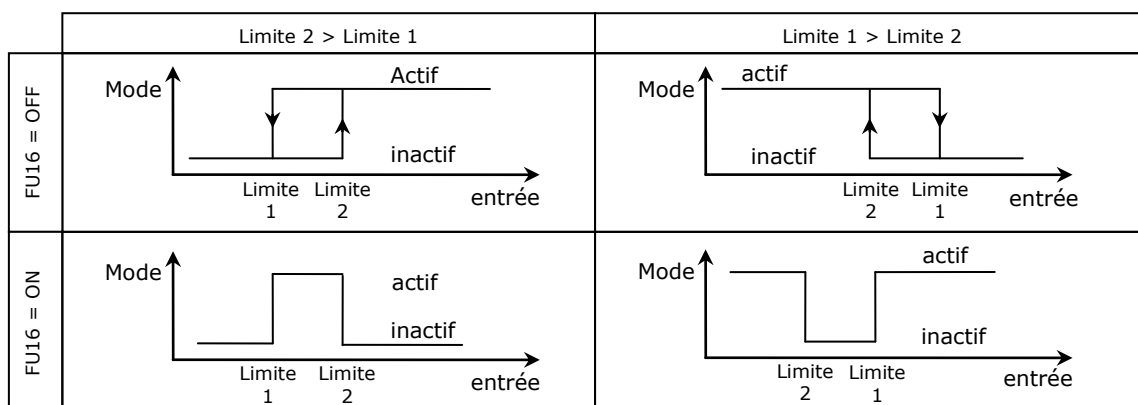 Limite 2 > Limite 1
Limite 1 > Limite 2
FU16 = OFF
Mode
Actif
inactif
Limite
1
Limite
2
entrée
Mode
actif
inactif
Limite
2
Limite
1
entrée
FU16 = ON
Mode
actif
inactif
Limite
1
Limite
2
entrée
Mode
actif
inactif
Limite
2
Limite
1
entrée